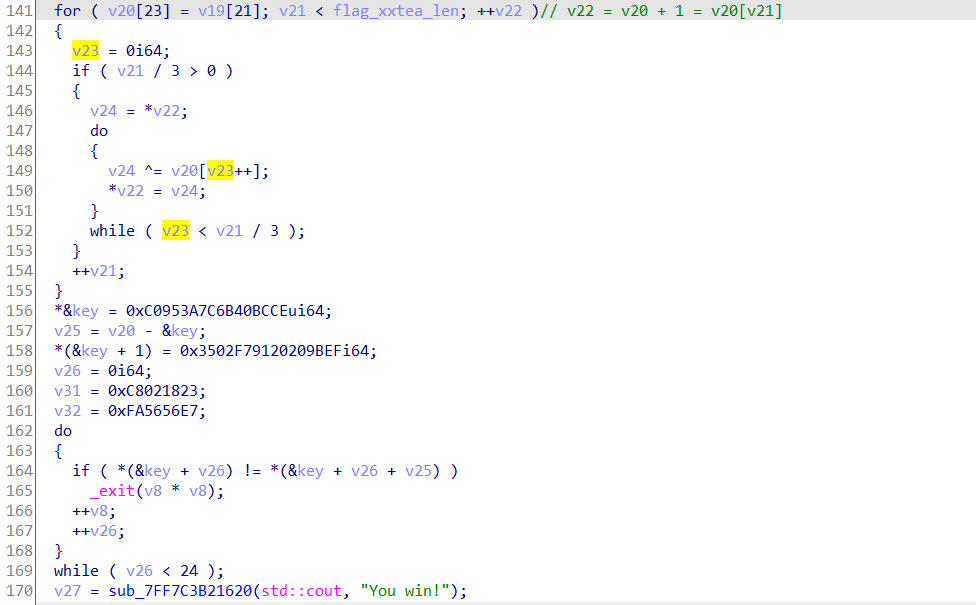 141 for ( v20[23] = v19[21]; v21 < flag_xxtea_len; ++v22 )// v22 = v20 + 1 = v20[v21]
142 {
143 v23 = 0i64;
144 if ( v21 / 3 > 0 )
145 {
146 v24 = *v22;
147 do
148 {
149 v24 ^= v20[v23++];
150 *v22 = v24;
151 }
152 while ( v23 < v21 / 3 );
153 }
154 ++v21;
155 }
156 *&key = 0xC0953A7C6B40BCCEui64;
157 v25 = v20 - &key;
158 *(&key + 1) = 0x3502F79120209BEFi64;
159 v26 = 0i64;
160 v31 = 0xC8021823;
161 v32 = 0xFA5656E7;
162 do
163 {
164 if ( *(&key + v26) != *(&key + v26 + v25) )
165 _exit(v8 * v8);
166 ++v8;
167 ++v26;
168 }
169 while ( v26 < 24 );
170 v27 = sub_7FF7C3B21620(std::cout, "You win!");